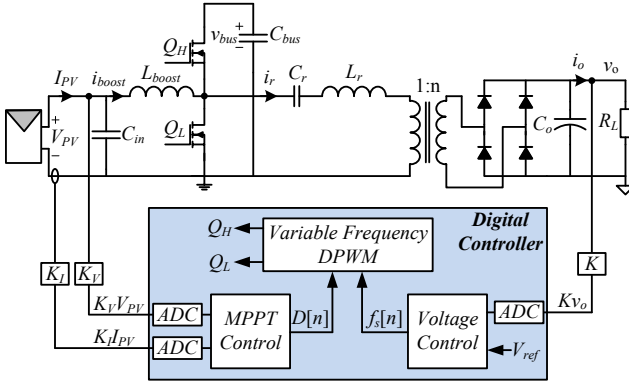 Q_H
v_bus
+
−
C_bus
I_PV
i_boost
L_boost
i_r
C_r
L_r
1:n
i_o
v_o
+
V_PV
−
C_in
Q_L
C_o
R_L
Digital
Controller
Q_H
Q_L
Variable Frequency
DPWM
K_I
K_V
K
K_V V_PV
ADC
MPPT
Control
D[n]
f_s[n]
Voltage
Control
ADC
Kv_o
K_I I_PV
ADC
V_ref